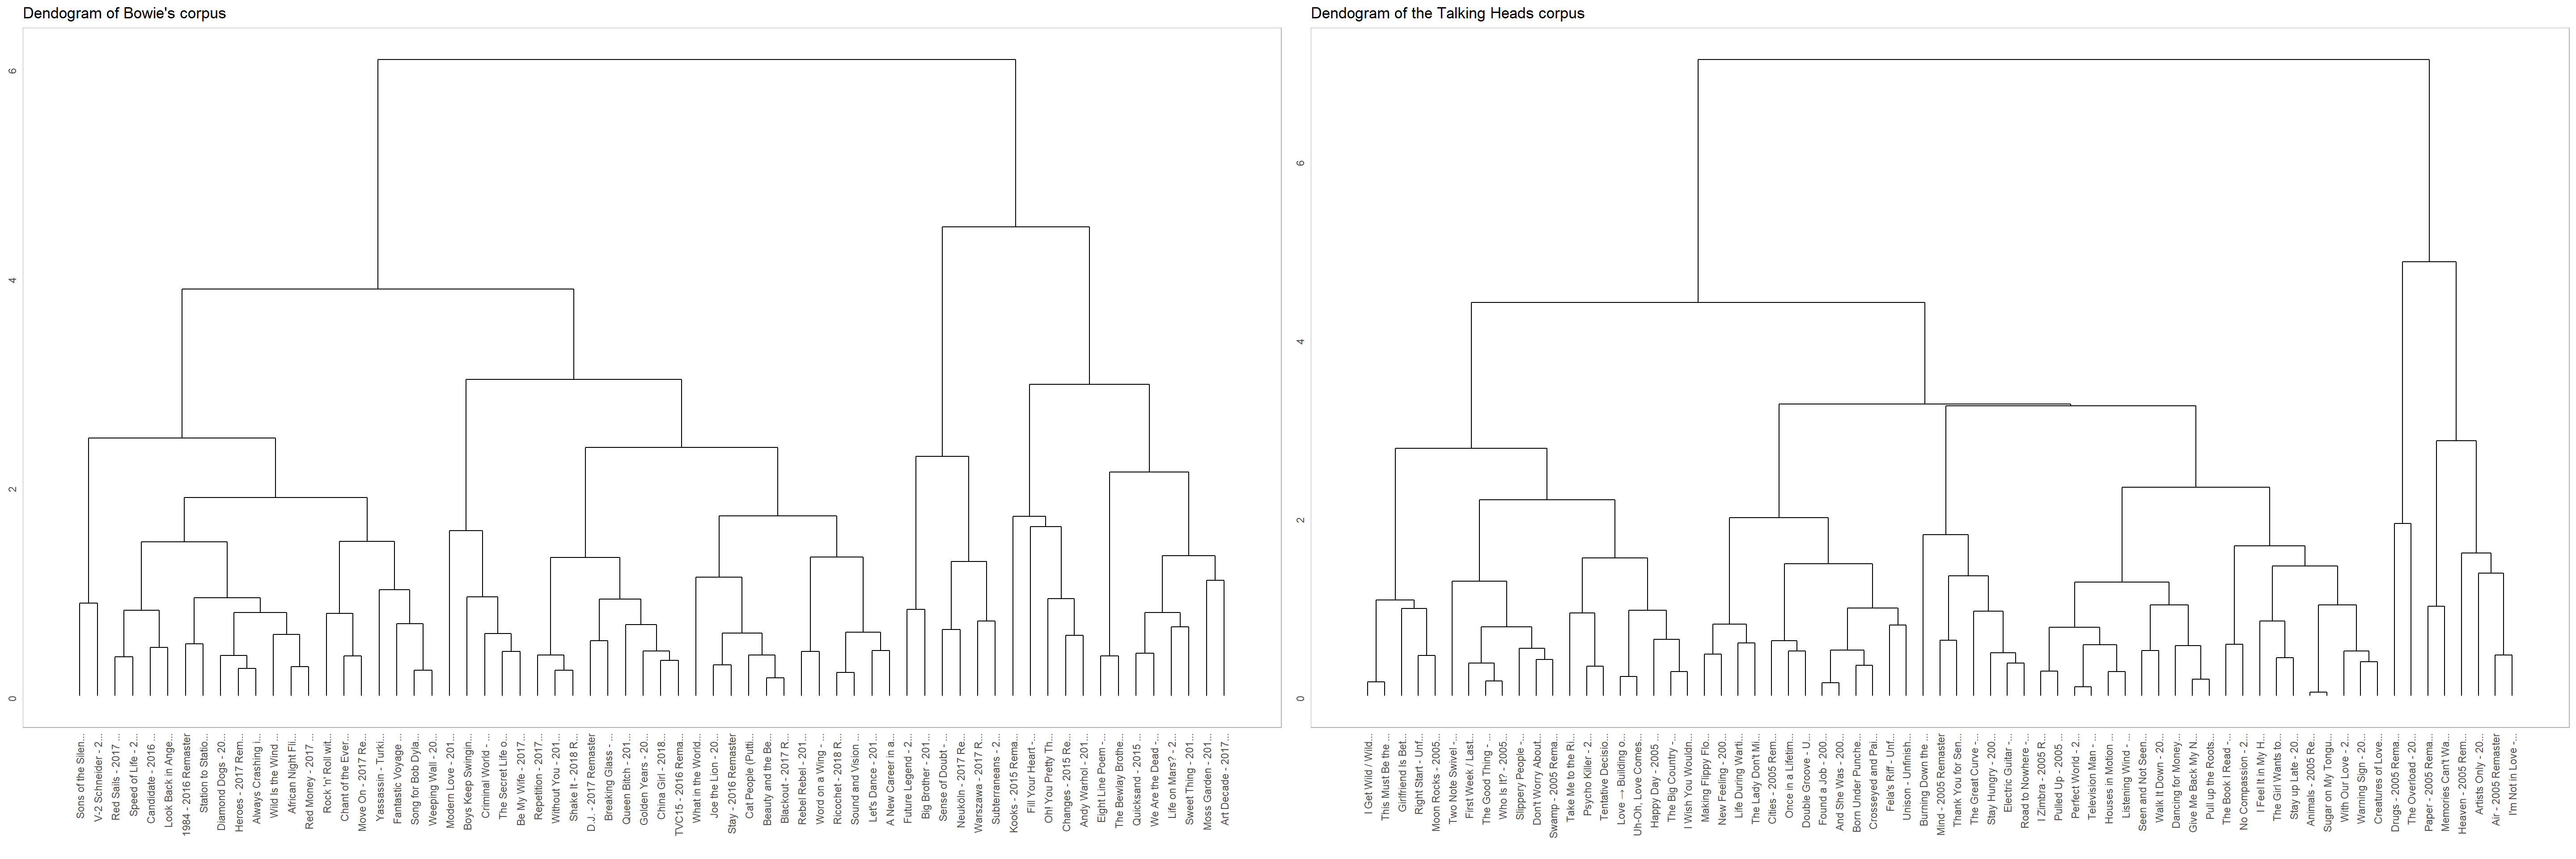 Dendogram of Bowie's corpus
6
4
2
0
Sons of the Silen...
V-2 Schneider - 2...
Red Sails - 2017 ...
Speed of Life - 2...
Candidate - 2016 ...
Look Back in Ange...
1984 - 2016 Remaster
Station to Statio...
Diamond Dogs - 20...
Heroes - 2017 Rem...
Always Crashing i...
Wild Is the Wind ...
African Night Fli...
Red Money - 2017 ...
Rock 'n' Roll wit...
Chant of the Ever...
Move On - 2017 Re...
Yassassin - Turki...
Fantastic Voyage ...
Song for Bob Dyla...
Weeping Wall - 20...
Modern Love - 201...
Boys Keep Swingin...
Criminal World - ...
The Secret Life o...
Be My Wife - 2017...
Repetition - 2017...
Without You - 201...
Shake It - 2018 R...
D.J. - 2017 Remaster
Breaking Glass - ...
Queen Bitch - 201...
Golden Years - 20...
China Girl - 2018...
TVC15 - 2016 Rema...
What in the World...
Joe the Lion - 20...
Stay - 2016 Remaster
Cat People (Putti...
Beauty and the Be...
Blackout - 2017 R...
Rebel Rebel - 201...
Word on a Wing - ...
Ricochet - 2018 R...
Sound and Vision ...
Let's Dance - 201...
A New Career in a...
Future Legend - 2...
Big Brother - 201...
Sense of Doubt - ...
Neuköln - 2017 Re...
Warszawa - 2017 R...
Subterraneans - 2...
Kooks - 2015 Rema...
Fill Your Heart -...
Oh! You Pretty Th...
Changes - 2015 Re...
Andy Warhol - 201...
Eight Line Poem -...
The Bewlay Brothe...
Quicksand - 2015 ...
We Are the Dead -...
Life on Mars? - 2...
Sweet Thing - 201...
Moss Garden - 201...
Art Decade - 2017...
Dendogram of the Talking Heads corpus
6
4
2
0
I Get Wild / Wild...
This Must Be the ...
Girlfriend Is Bet...
Right Start - Unf...
Moon Rocks - 2005...
Two Note Swivel -...
First Week / Last...
The Good Thing - ...
Who Is It? - 2005...
Slippery People -...
Don't Worry About...
Swamp - 2005 Rema...
Take Me to the Ri...
Psycho Killer - 2...
Tentative Decisio...
Love → Building o...
Uh-Oh, Love Comes...
Happy Day - 2005 ...
The Big Country -...
I Wish You Wouldn...
Making Flippy Flo...
New Feeling - 200...
Life During Warti...
The Lady Don't Mi...
Cities - 2005 Rem...
Once in a Lifetim...
Double Groove - U...
Found a Job - 200...
And She Was - 200...
Born Under Punche...
Crosseyed and Pai...
Fela's Riff - Unf...
Unison - Unfinish...
Burning Down the ...
Mind - 2005 Remaster
Thank You for Sen...
The Great Curve -...
Stay Hungry - 200...
Electric Guitar -...
Road to Nowhere -...
I Zimbra - 2005 R...
Pulled Up - 2005 ...
Perfect World - 2...
Television Man - ...
Houses in Motion ...
Listening Wind - ...
Seen and Not Seen...
Walk It Down - 20...
Dancing for Money...
Give Me Back My N...
Pull up the Roots...
The Book I Read -...
No Compassion - 2...
I Feel It in My H...
The Girl Wants to...
Stay up Late - 20...
Animals - 2005 Re...
Sugar on My Tongu...
With Our Love - 2...
Warning Sign - 20...
Creatures of Love...
Drugs - 2005 Rema...
The Overload - 20...
Paper - 2005 Rema...
Memories Can't Wa...
Heaven - 2005 Rem...
Artists Only - 20...
Air - 2005 Remaster
I'm Not in Love -...